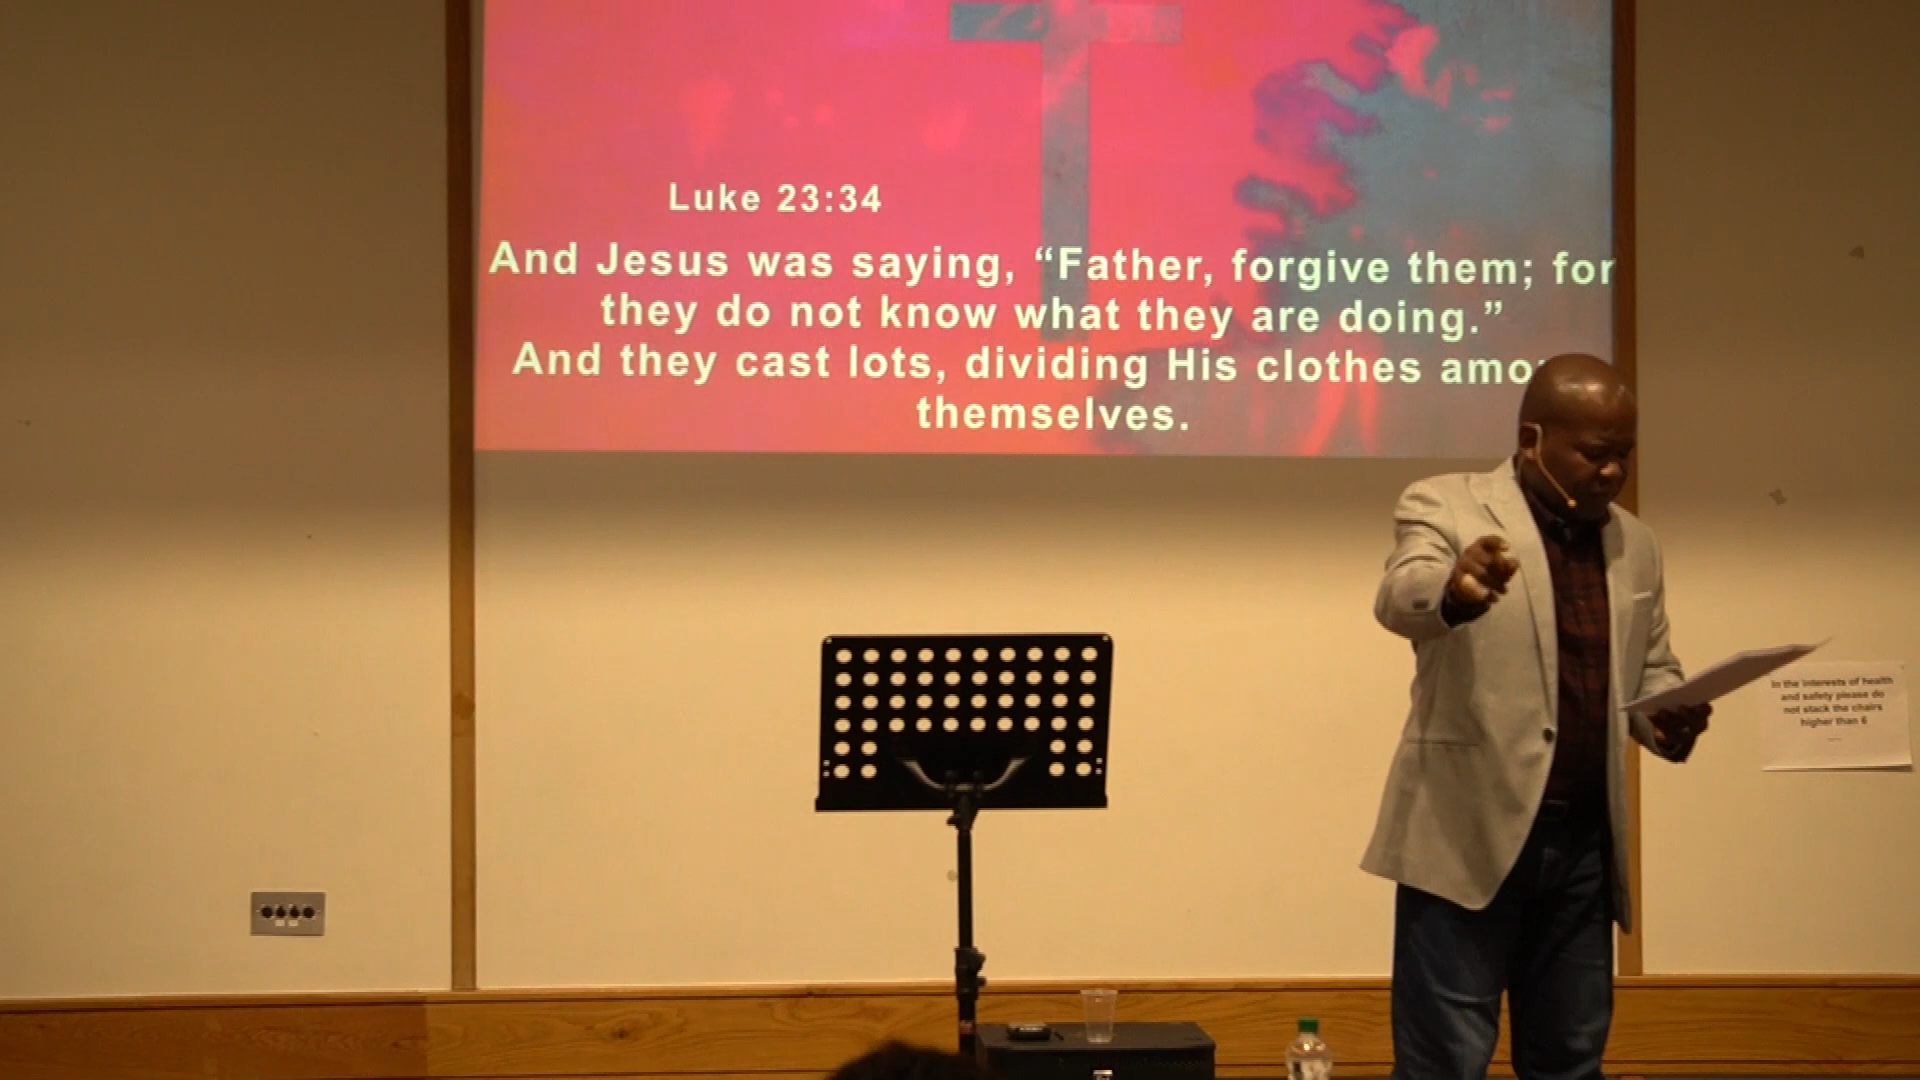 Luke 23:34
And Jesus was saying, “Father, forgive them; for
they do not know what they are doing.”
And they cast lots, dividing His clothes
themselves.
In the interests of health
and safety please do
not stack the chairs
higher than 6